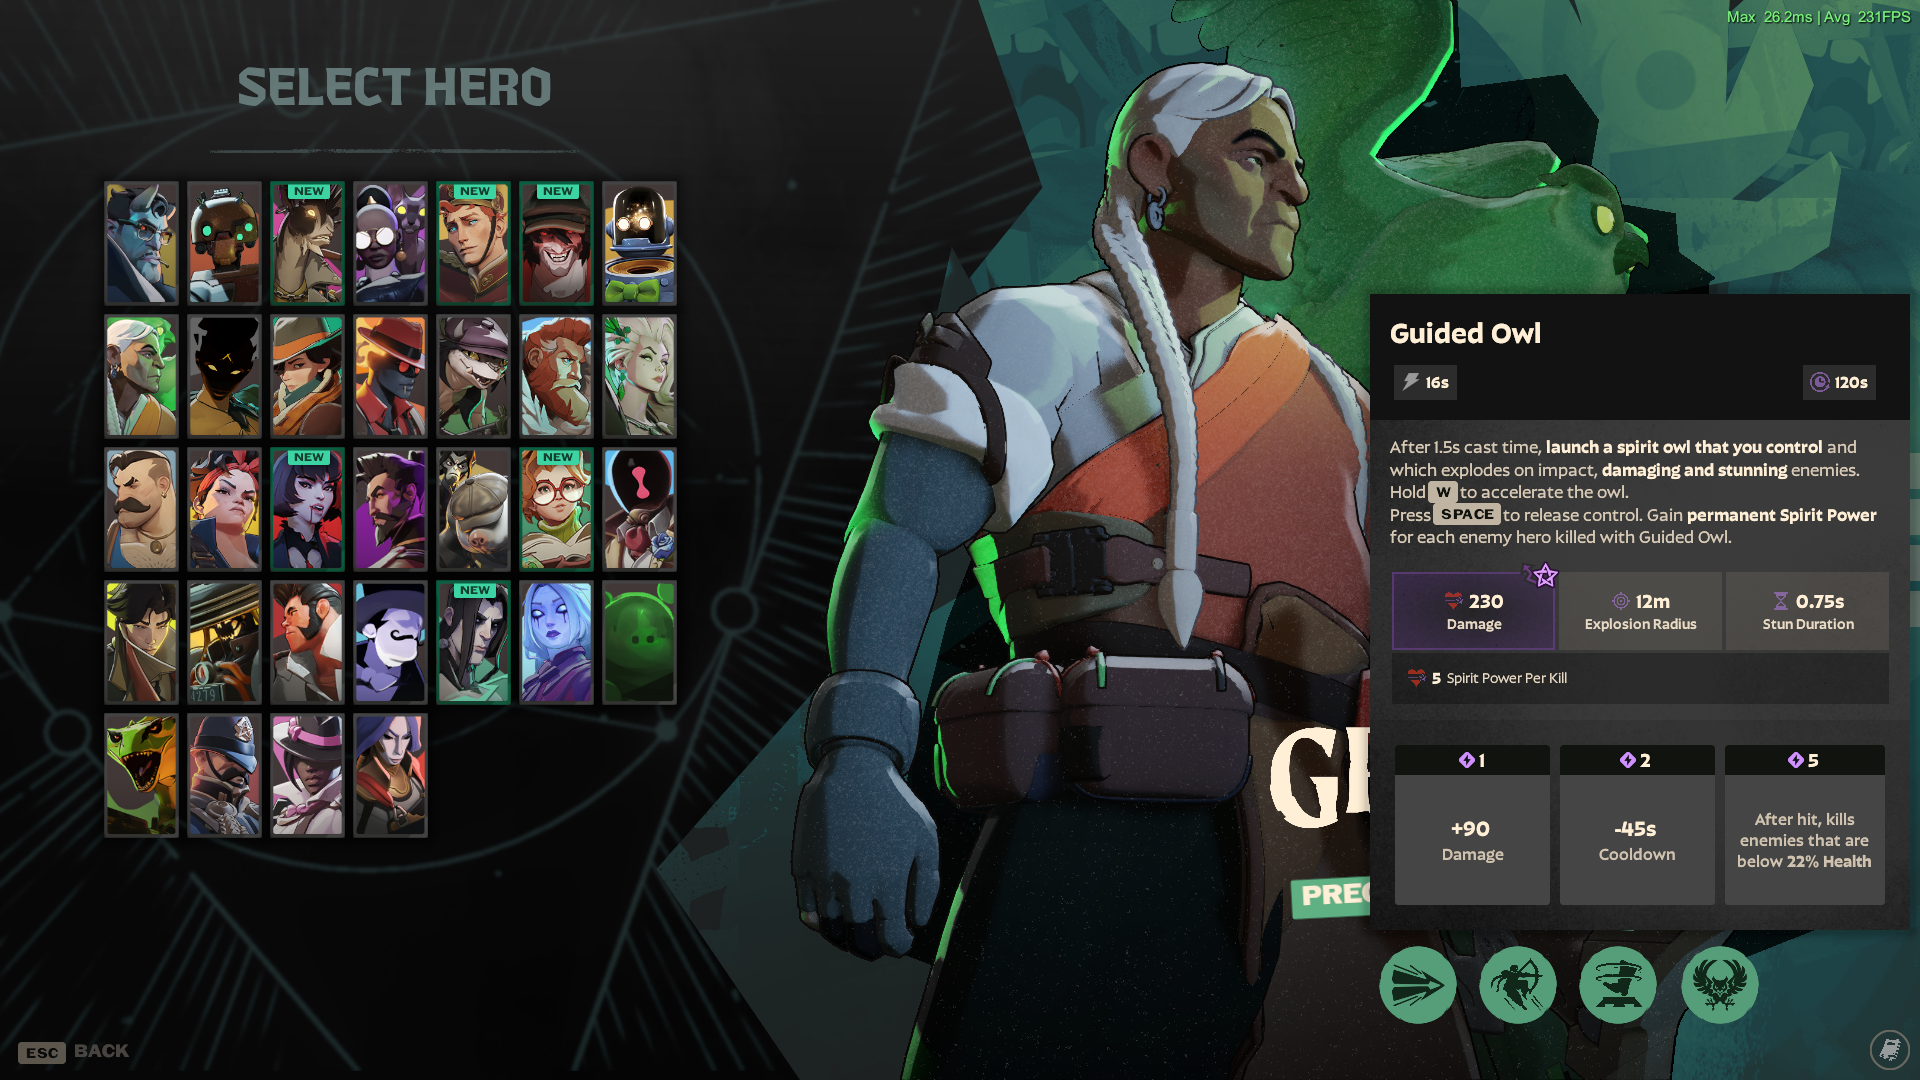 Max 26.2ms | Avg 231FPS
SELECT HERO
NEW
NEW
NEW
NEW
NEW
NEW
1279
Guided Owl
16s
120s
After 1.5s cast time, launch a spirit owl that you control and
which explodes on impact, damaging and stunning enemies.
Hold W to accelerate the owl.
Press SPACE to release control. Gain permanent Spirit Power
for each enemy hero killed with Guided Owl.
230
Damage
12m
Explosion Radius
0.75s
Stun Duration
5 Spirit Power Per Kill
1
+90
Damage
2
-45s
Cooldown
5
After hit, kills
enemies that are
below 22% Health
G
PREC
ESC BACK